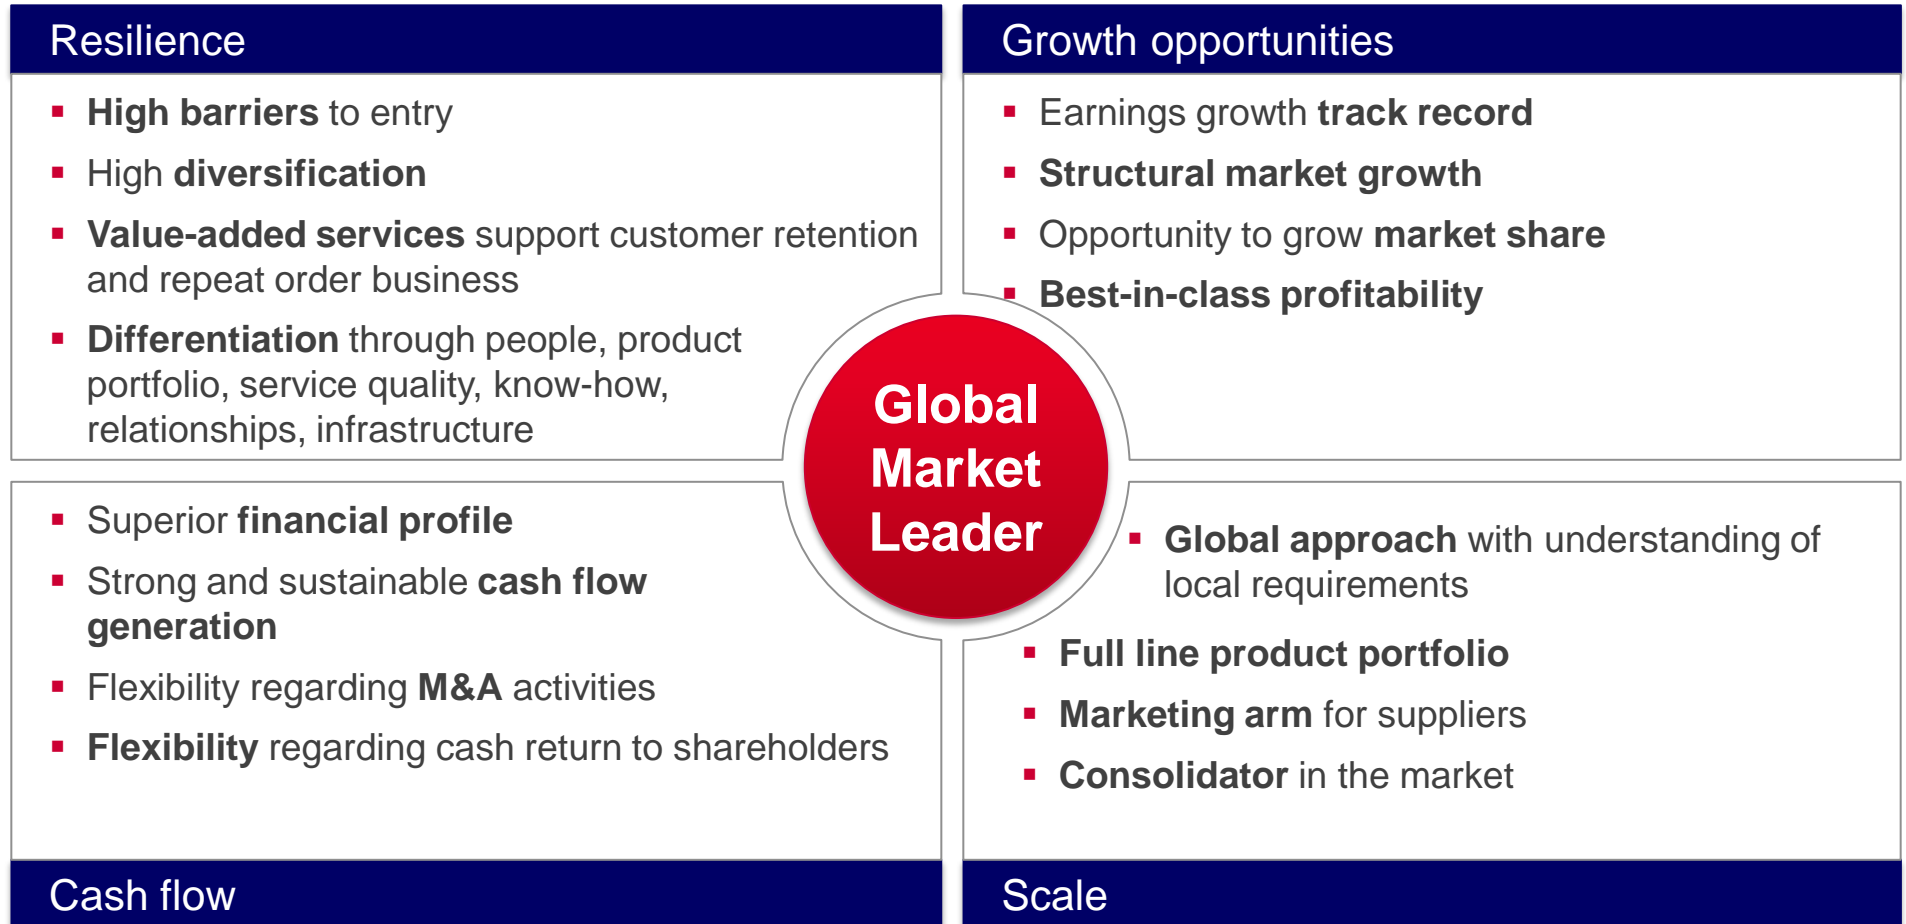 Resilience
▪ High barriers to entry
▪ High diversification
▪ Value-added services support customer retention
and repeat order business
▪ Differentiation through people, product
portfolio, service quality, know-how,
relationships, infrastructure
Growth opportunities
▪ Earnings growth track record
▪ Structural market growth
▪ Opportunity to grow market share
▪ Best-in-class profitability
Global
Market
Leader
▪ Superior financial profile
▪ Strong and sustainable cash flow
generation
▪ Flexibility regarding M&A activities
▪ Flexibility regarding cash return to shareholders
Cash flow
▪ Global approach with understanding of
local requirements
▪ Full line product portfolio
▪ Marketing arm for suppliers
▪ Consolidator in the market
Scale